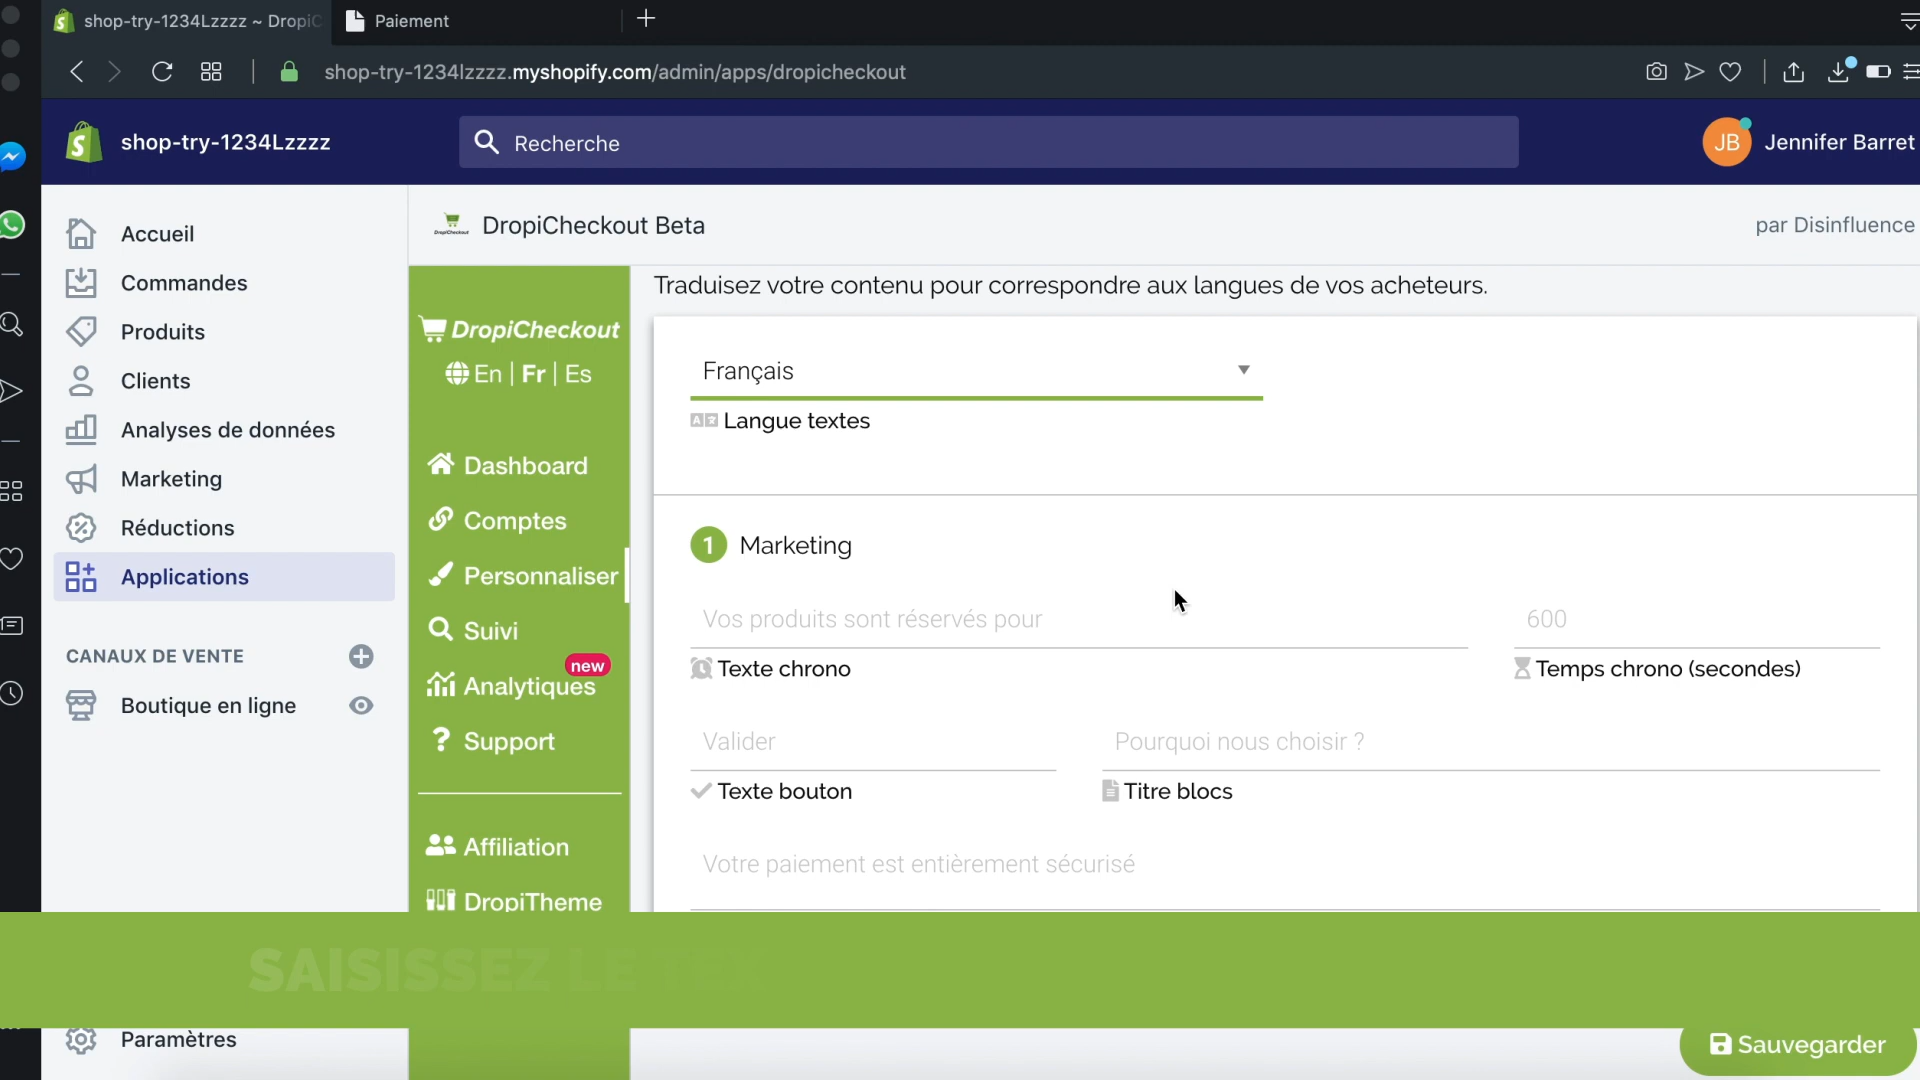 shop-try-1234Lzzzz ~ DropiC
Paiement
shop-try-1234lzzzz.myshopify.com/admin/apps/dropicheckout
shop-try-1234Lzzzz
Recherche
JB
Jennifer Barret
Accueil
Commandes
Produits
Clients
Analyses de données
Marketing
Réductions
Applications
CANAUX DE VENTE
Boutique en ligne
Paramètres
DropiCheckout
DropiCheckout Beta
par Disinfluence
DropiCheckout
En | Fr | Es
Dashboard
Comptes
Personnaliser
Suivi
new
Analytiques
Support
Affiliation
DropiTheme
Traduisez votre contenu pour correspondre aux langues de vos acheteurs.
Français
Langue textes
1 Marketing
Vos produits sont réservés pour
600
Texte chrono
Temps chrono (secondes)
Valider
Pourquoi nous choisir ?
Texte bouton
Titre blocs
Votre paiement est entièrement sécurisé
SAISISSEZ LE TEX
Sauvegarder